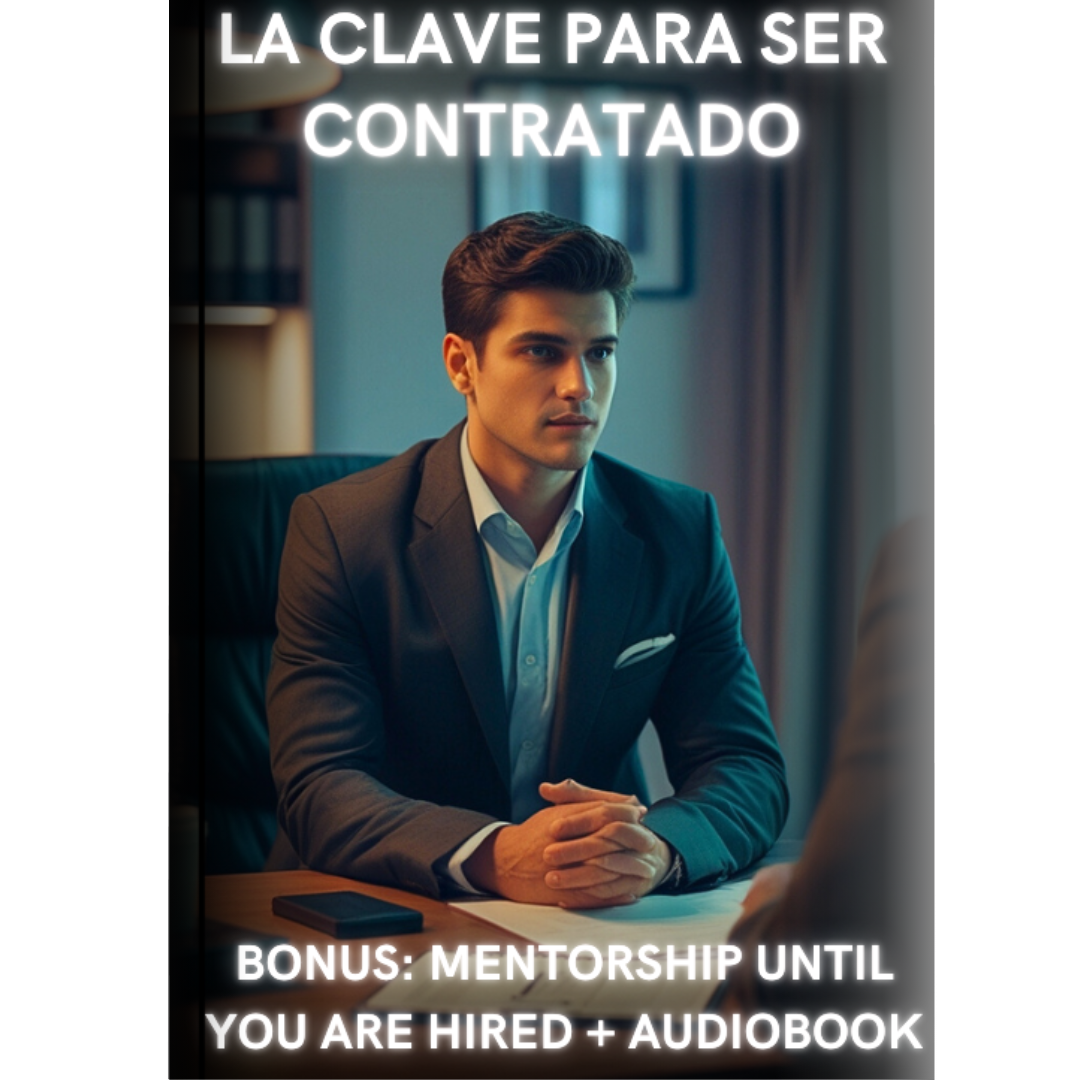 LA CLAVE PARA SER
CONTRATADO
BONUS: MENTORSHIP UNTIL
YOU ARE HIRED + AUDIOBOOK